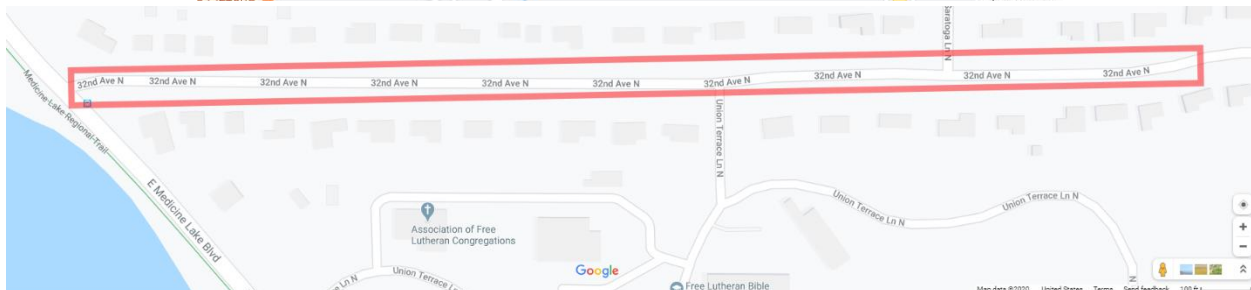 32nd Ave N
32nd Ave N
32nd Ave N
32nd Ave N
32nd Ave N
32nd Ave N
32nd Ave N
32nd Ave N
32nd Ave N
32nd Ave N
Medicine Lake Regional Trail
E Medicine Lake Blvd
Union Terrace Ln N
Union Terrace Ln N
Union Terrace Ln N
Association of Free
Lutheran Congregations
Union Terrace
Google
Free Lutheran Bible
N
Map data ©2020 United States Terms Send feedback 100 ft